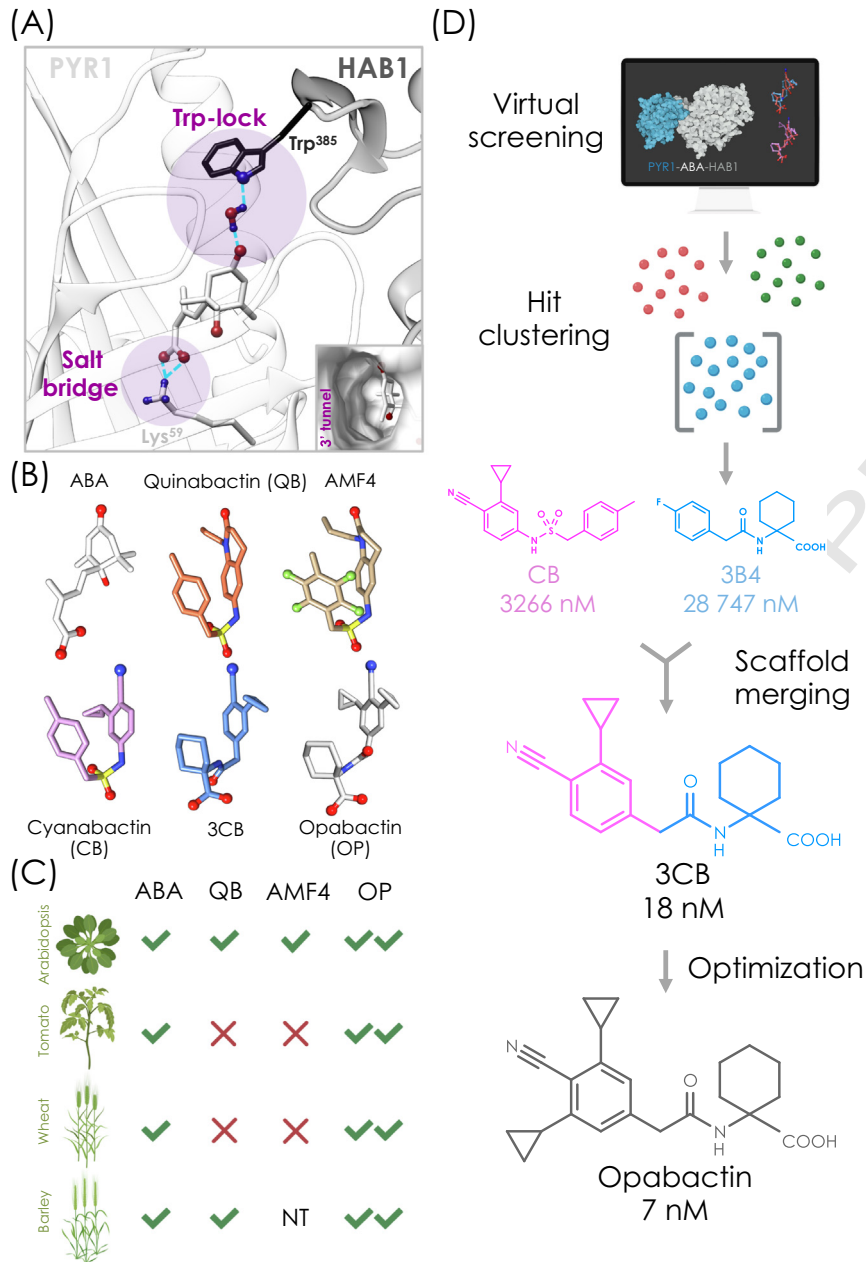 (A)
PYR1
HAB1
Trp-lock
Trp385
Salt
bridge
Lys59
3' tunnel
(B)
ABA
Quinabactin (QB)
AMF4
Cyanabactin
(CB)
3CB
Opabactin
(OP)
(C)
ABA
QB
AMF4
OP
Arabidopsis
Tomato
Wheat
Barley
NT
(D)
Virtual
screening
PYR1-ABA-HAB1
Hit
clustering
N
O
O
S
N
H
CB
3266 nM
F
O
N
H
COOH
3B4
28 747 nM
Scaffold
merging
N
O
N
H
COOH
3CB
18 nM
Optimization
N
O
N
H
COOH
Opabactin
7 nM